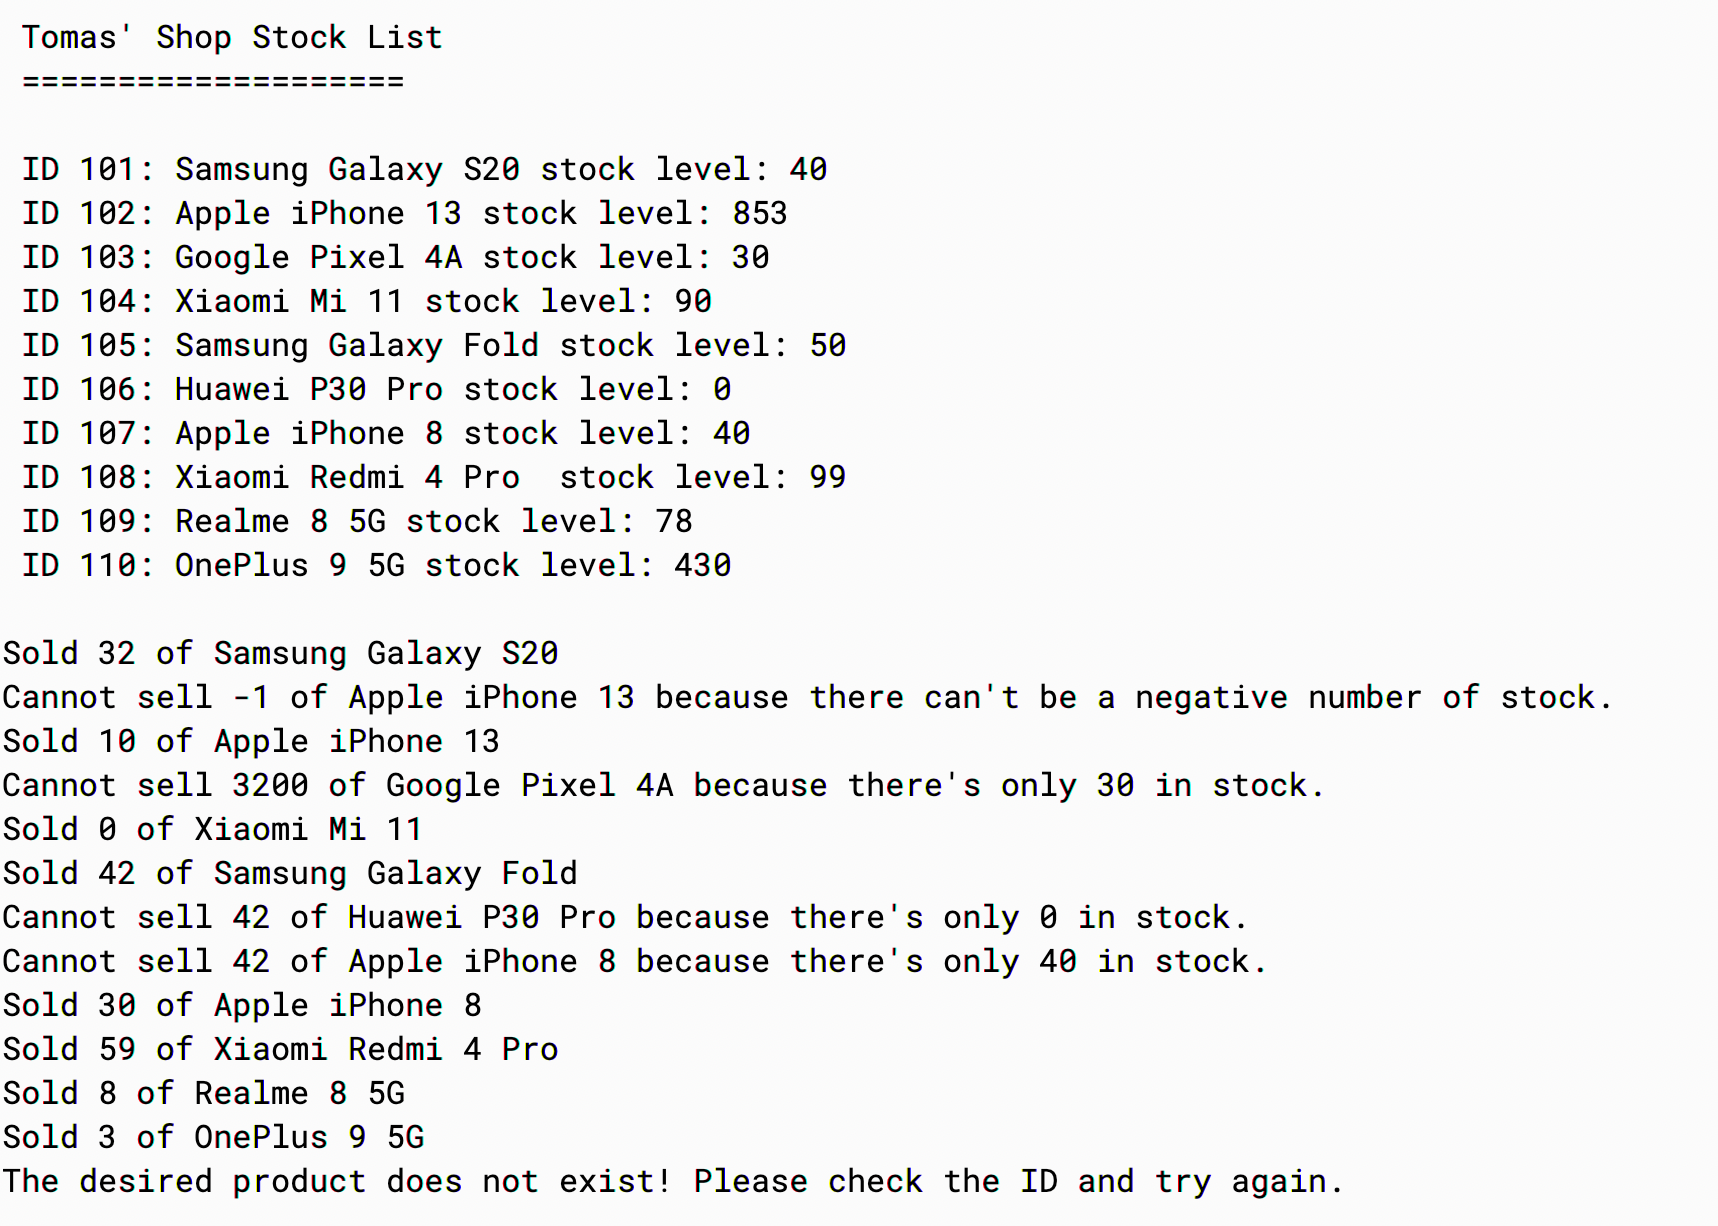 Tomas' Shop Stock List
====================
ID 101: Samsung Galaxy S20 stock level: 40
ID 102: Apple iPhone 13 stock level: 853
ID 103: Google Pixel 4A stock level: 30
ID 104: Xiaomi Mi 11 stock level: 90
ID 105: Samsung Galaxy Fold stock level: 50
ID 106: Huawei P30 Pro stock level: 0
ID 107: Apple iPhone 8 stock level: 40
ID 108: Xiaomi Redmi 4 Pro  stock level: 99
ID 109: Realme 8 5G stock level: 78
ID 110: OnePlus 9 5G stock level: 430
Sold 32 of Samsung Galaxy S20
Cannot sell -1 of Apple iPhone 13 because there can't be a negative number of stock.
Sold 10 of Apple iPhone 13
Cannot sell 3200 of Google Pixel 4A because there's only 30 in stock.
Sold 0 of Xiaomi Mi 11
Sold 42 of Samsung Galaxy Fold
Cannot sell 42 of Huawei P30 Pro because there's only 0 in stock.
Cannot sell 42 of Apple iPhone 8 because there's only 40 in stock.
Sold 30 of Apple iPhone 8
Sold 59 of Xiaomi Redmi 4 Pro
Sold 8 of Realme 8 5G
Sold 3 of OnePlus 9 5G
The desired product does not exist! Please check the ID and try again.